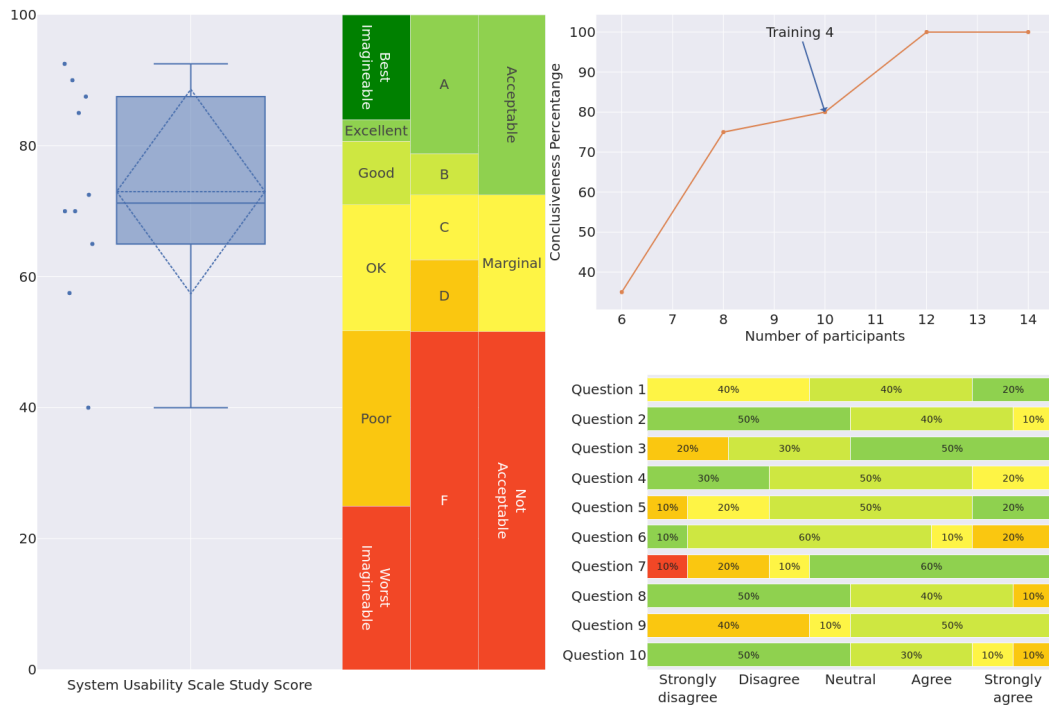 100
80
60
40
20
0
System Usability Scale Study Score
Best
Imagineable
Excellent
Good
OK
Poor
Worst
Imagineable
A
B
C
D
F
Acceptable
Marginal
Not
Acceptable
Conclusiveness Percentange
100
90
80
70
60
50
40
Training 4
6 7 8 9 10 11 12 13 14
Number of participants
Question 1 40% 40% 20%
Question 2 50% 40% 10%
Question 3 20% 30% 50%
Question 4 30% 50% 20%
Question 5 10% 20% 50% 20%
Question 6 10% 60% 10% 20%
Question 7 10% 20% 10% 60%
Question 8 50% 40% 10%
Question 9 40% 10% 50%
Question 10 50% 30% 10% 10%
Strongly Disagree Neutral Agree Strongly
disagree agree